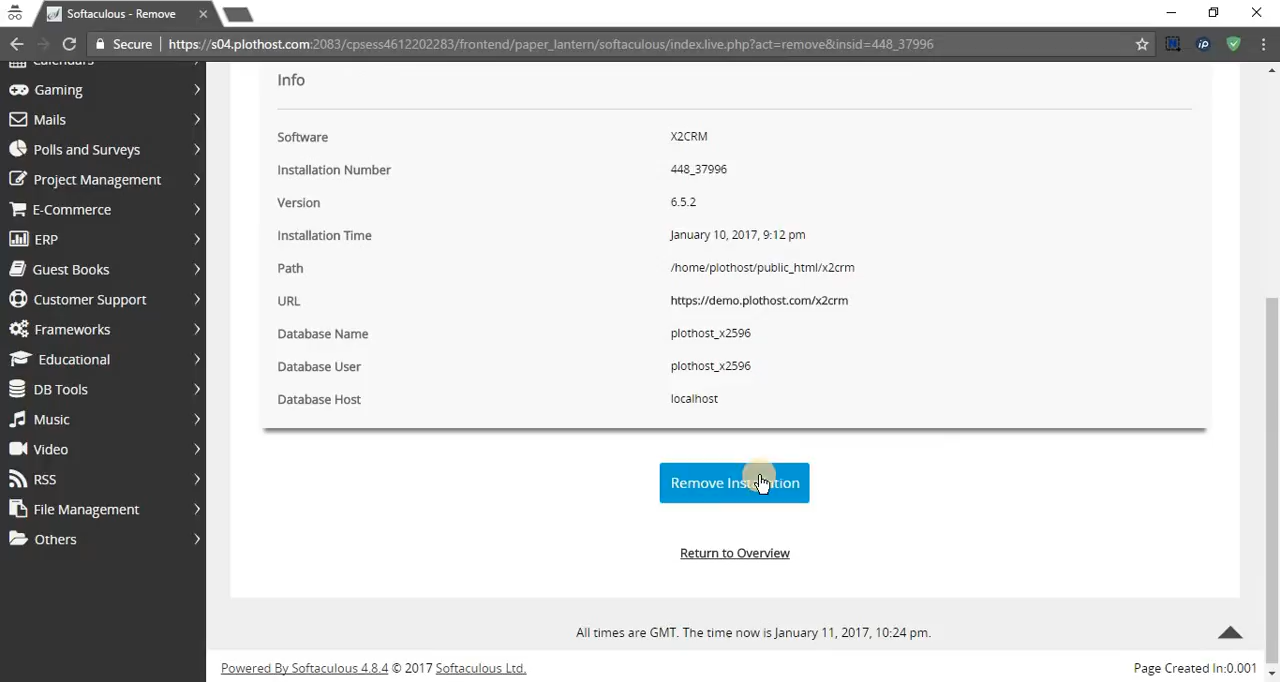 Softaculous - Remove
Secure
https://s04.plothost.com:2083/cpsess4612202283/frontend/paper_lantern/softaculous/index.live.php?act=remove&insid=448_37996
Calendars
Gaming
Mails
Polls and Surveys
Project Management
E-Commerce
ERP
Guest Books
Customer Support
Frameworks
Educational
DB Tools
Music
Video
RSS
File Management
Others
Info
Software X2CRM
Installation Number 448_37996
Version 6.5.2
Installation Time January 10, 2017, 9:12 pm
Path /home/plothost/public_html/x2crm
URL https://demo.plothost.com/x2crm
Database Name plothost_x2596
Database User plothost_x2596
Database Host localhost
Remove Installation
Return to Overview
All times are GMT. The time now is January 11, 2017, 10:24 pm.
Powered By Softaculous 4.8.4 © 2017 Softaculous Ltd.
Page Created In:0.001